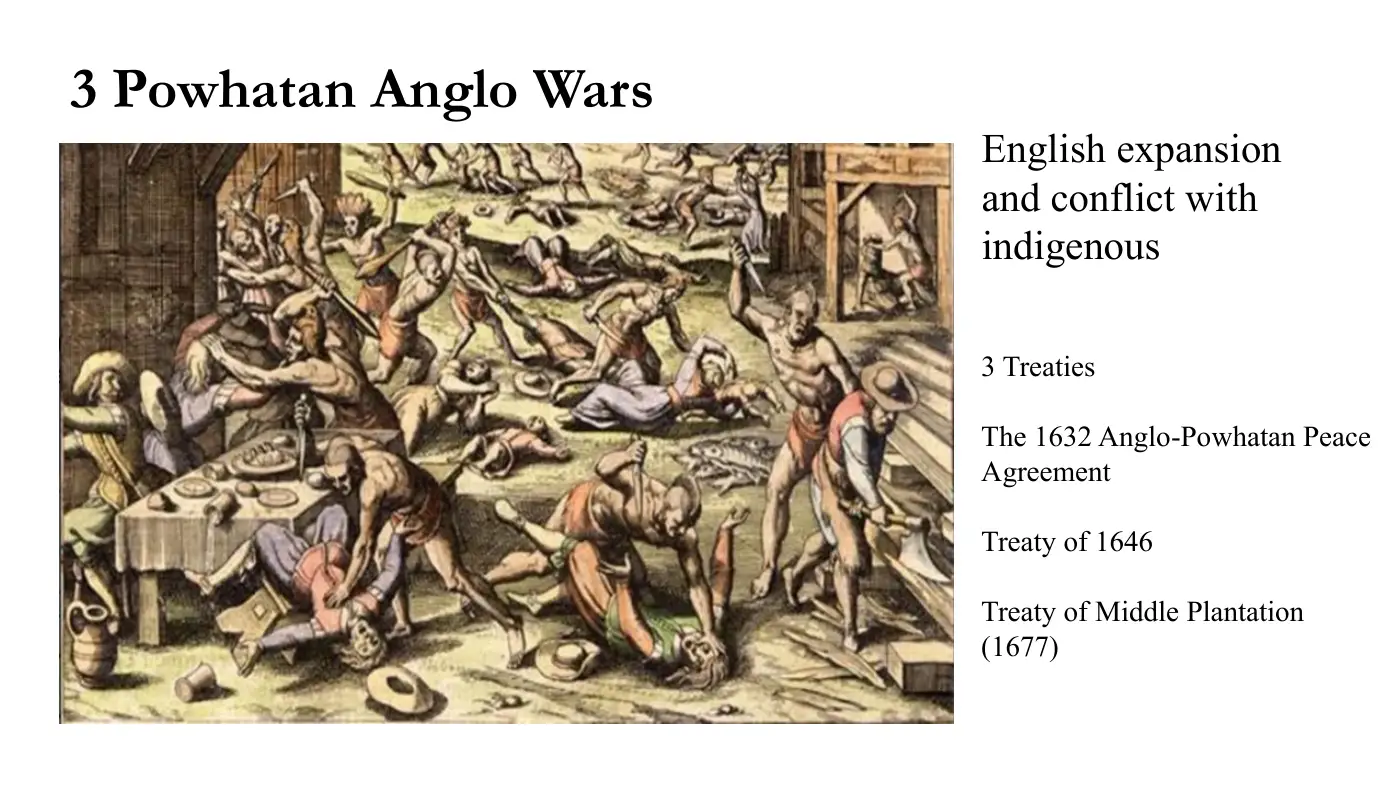 3 Powhatan Anglo Wars
English expansion
and conflict with
indigenous
3 Treaties
The 1632 Anglo-Powhatan Peace
Agreement
Treaty of 1646
Treaty of Middle Plantation
(1677)